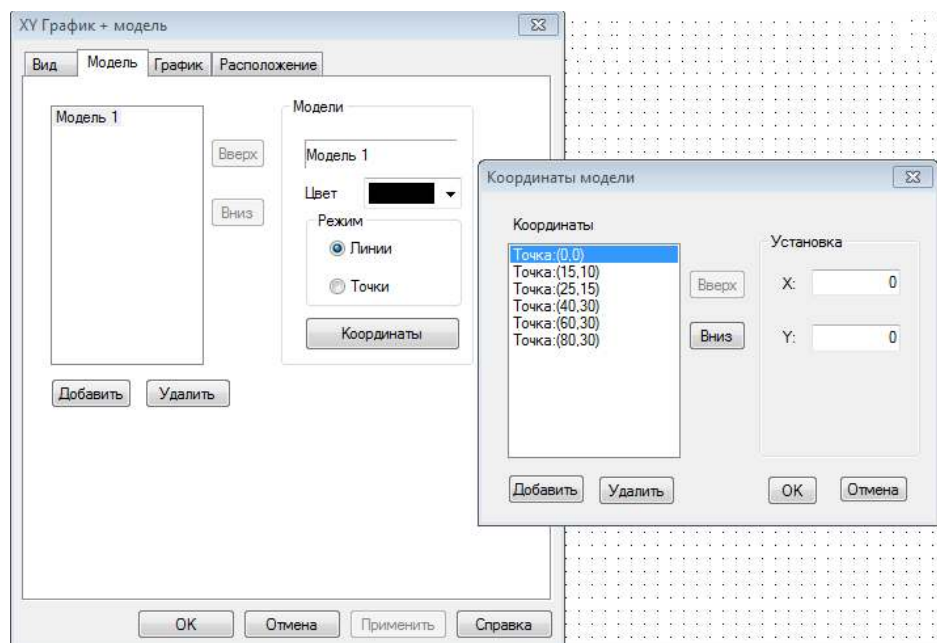 XY График + модель
Вид Модель График Расположение
Модель 1
Вверх
Вниз
Модели
Модель 1
Цвет
Режим
Линии
Точки
Координаты
Добавить Удалить
OK Отмена Применить Справка
Координаты модели
Координаты
Точка:(0,0)
Точка:(15,10)
Точка:(25,15)
Точка:(40,30)
Точка:(60,30)
Точка:(80,30)
Вверх
Вниз
Установка
X: 0
Y: 0
Добавить Удалить OK Отмена